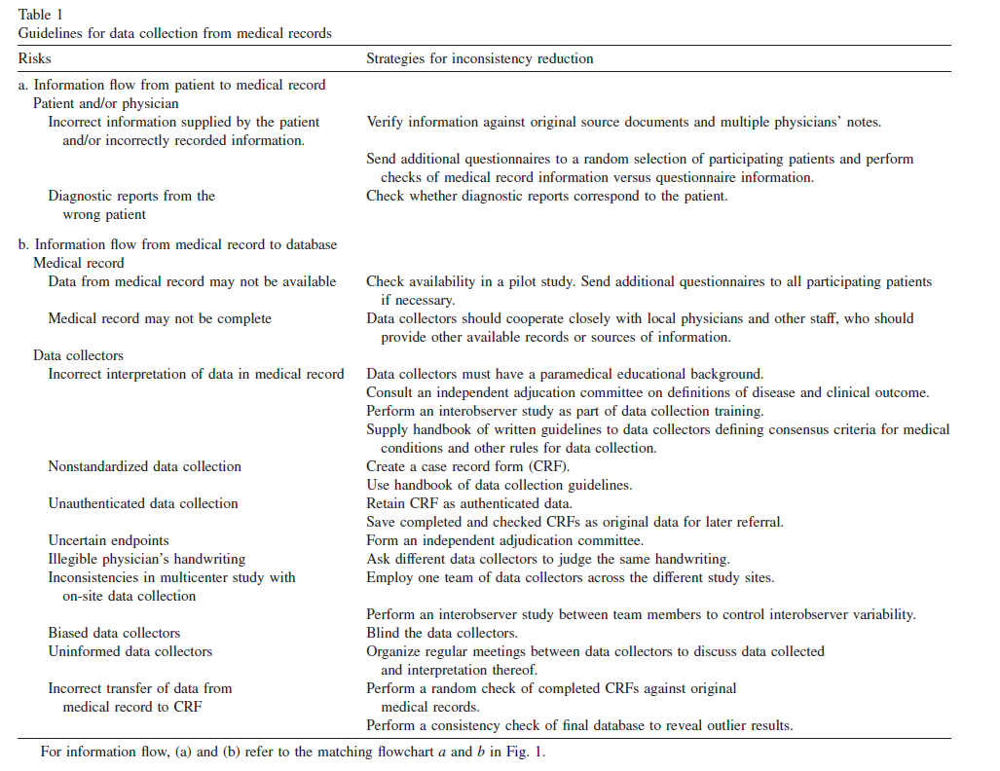 Table 1
Guidelines for data collection from medical records
Risks Strategies for inconsistency reduction
a. Information flow from patient to medical record
Patient and/or physician
Incorrect information supplied by the patient Verify information against original source documents and multiple physicians' notes.
and/or incorrectly recorded information.
Send additional questionnaires to a random selection of participating patients and perform
checks of medical record information versus questionnaire information.
Diagnostic reports from the Check whether diagnostic reports correspond to the patient.
wrong patient
b. Information flow from medical record to database
Medical record
Data from medical record may not be available Check availability in a pilot study. Send additional questionnaires to all participating patients
if necessary.
Medical record may not be complete Data collectors should cooperate closely with local physicians and other staff, who should
provide other available records or sources of information.
Data collectors
Incorrect interpretation of data in medical record Data collectors must have a paramedical educational background.
Consult an independent adjucation committee on definitions of disease and clinical outcome.
Perform an interobserver study as part of data collection training.
Supply handbook of written guidelines to data collectors defining consensus criteria for medical
conditions and other rules for data collection.
Nonstandardized data collection Create a case record form (CRF).
Use handbook of data collection guidelines.
Unauthenticated data collection Retain CRF as authenticated data.
Save completed and checked CRFs as original data for later referral.
Uncertain endpoints Form an independent adjudication committee.
Illegible physician's handwriting Ask different data collectors to judge the same handwriting.
Inconsistencies in multicenter study with Employ one team of data collectors across the different study sites.
on-site data collection
Perform an interobserver study between team members to control interobserver variability.
Biased data collectors Blind the data collectors.
Uninformed data collectors Organize regular meetings between data collectors to discuss data collected
and interpretation thereof.
Incorrect transfer of data from Perform a random check of completed CRFs against original
medical record to CRF medical records.
Perform a consistency check of final database to reveal outlier results.
For information flow, (a) and (b) refer to the matching flowchart a and b in Fig. 1.